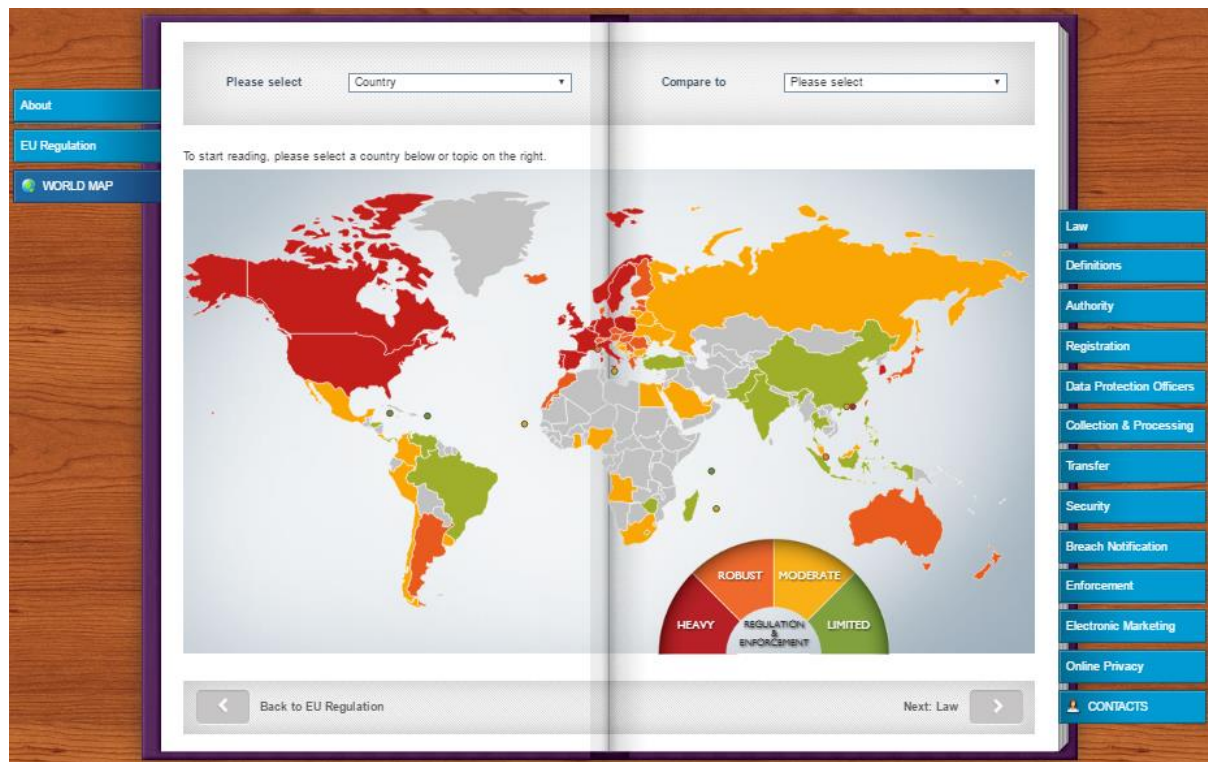 Please select
Country
Compare to
Please select
About
EU Regulation
WORLD MAP
To start reading, please select a country below or topic on the right.
Law
Definitions
Authority
Registration
Data Protection Officers
Collection & Processing
Transfer
Security
Breach Notification
Enforcement
Electronic Marketing
Online Privacy
CONTACTS
ROBUST
MODERATE
HEAVY
REGULATION
&
ENFORCEMENT
LIMITED
Back to EU Regulation
Next: Law